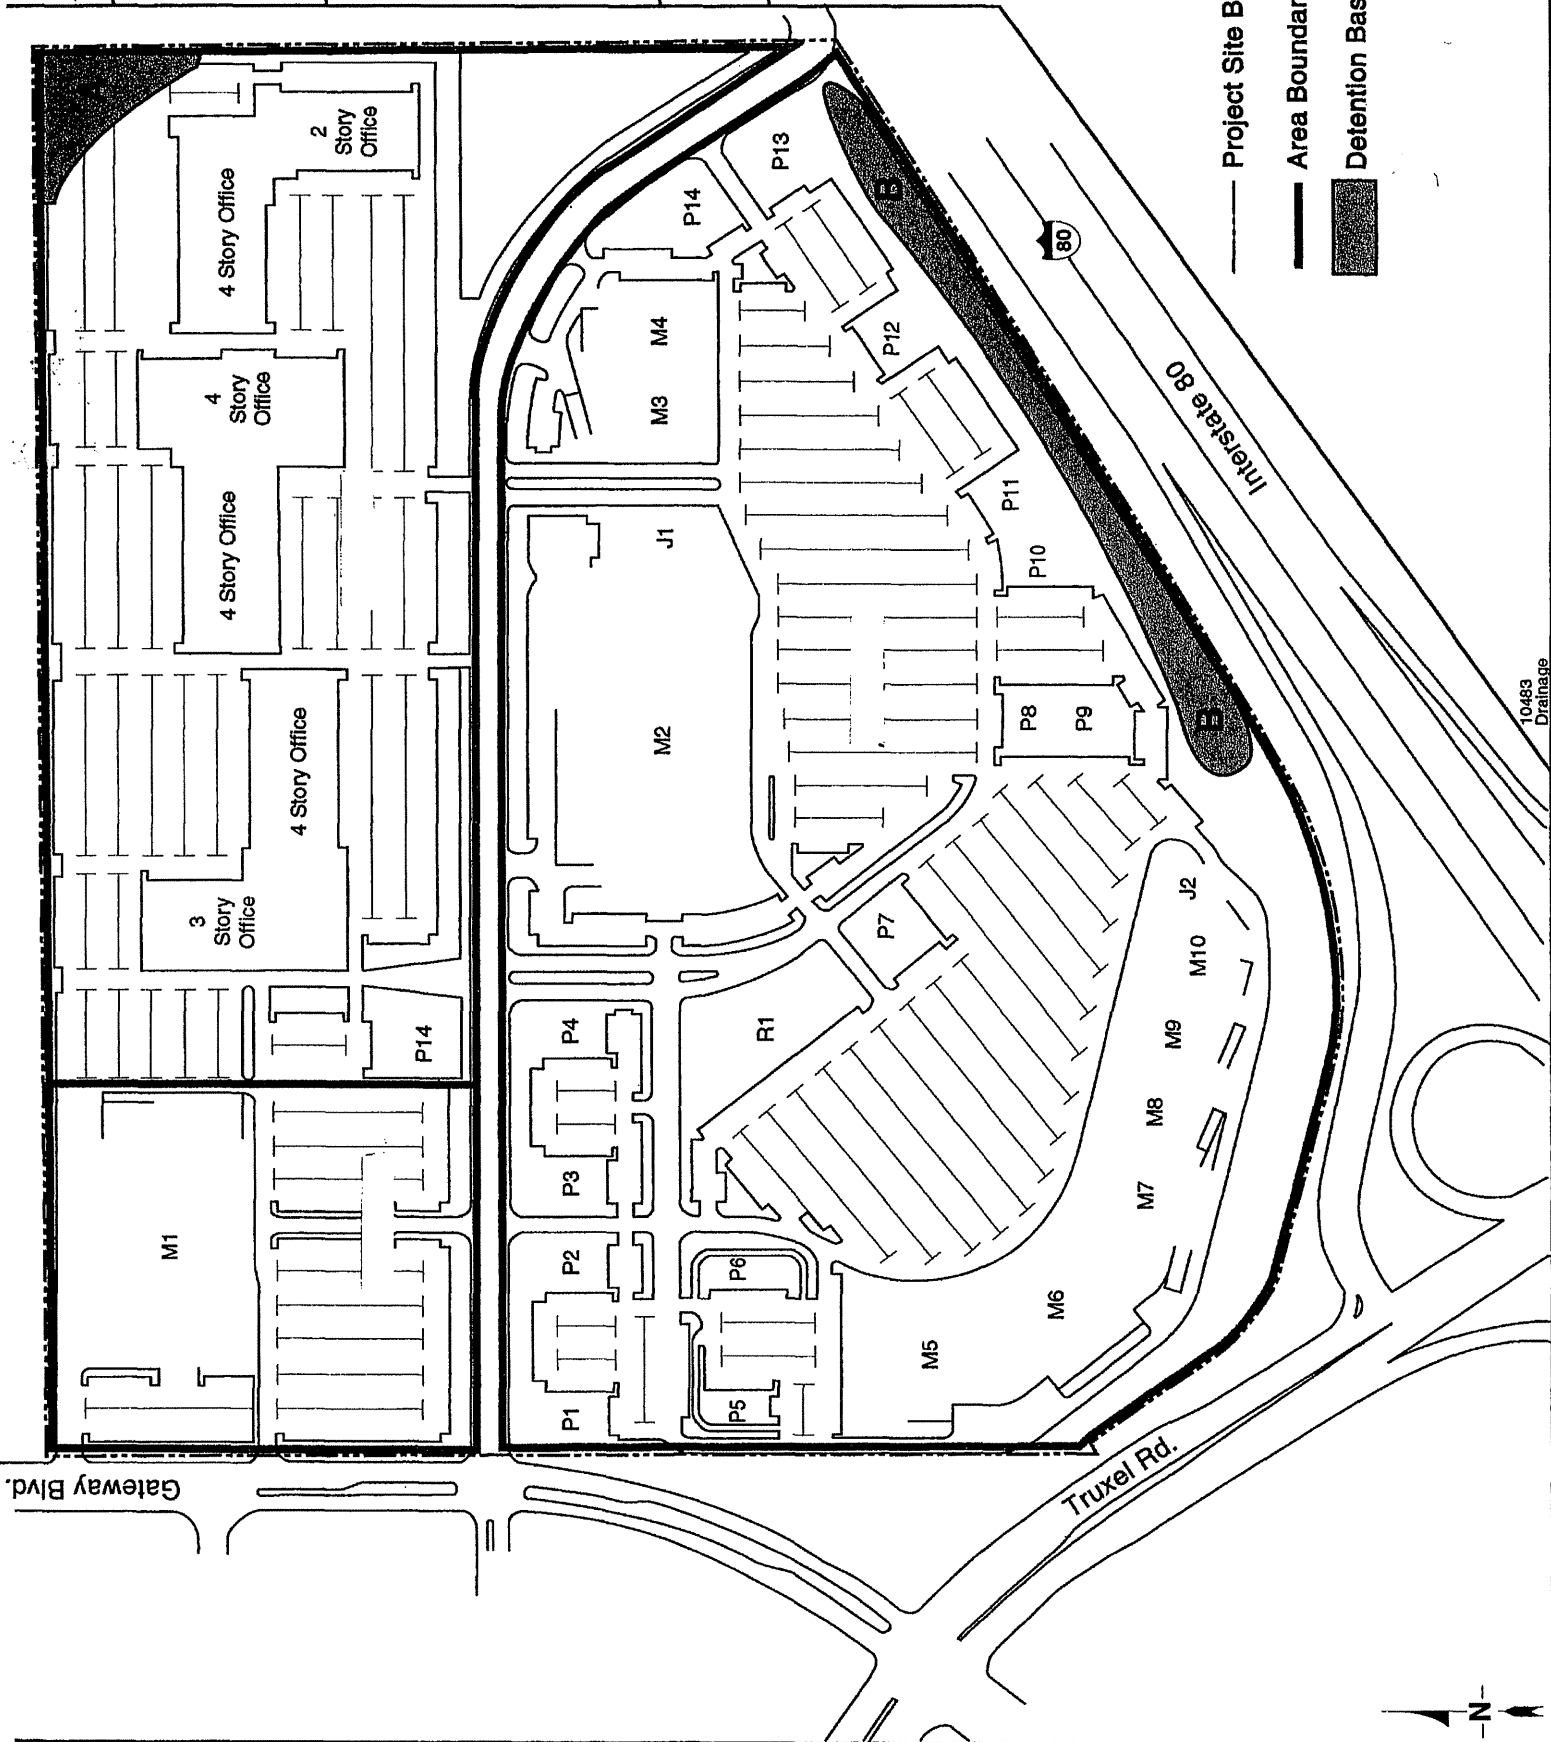 Gateway Blvd.
M1
P14
3
Story
Office
4 Story Office
4 Story Office
4
Story
Office
4 Story Office
2
Story
Office
P1
P2
P3
P4
P5
P6
R1
P7
M2
J1
M3
M4
P14
P13
P12
P11
P10
P8
P9
M5
M6
M7
M8
M9
M10
J2
B
B
80
Interstate 80
Truxel Rd.
Project Site B
Area Boundar
Detention Bas
10483
Drainage
N